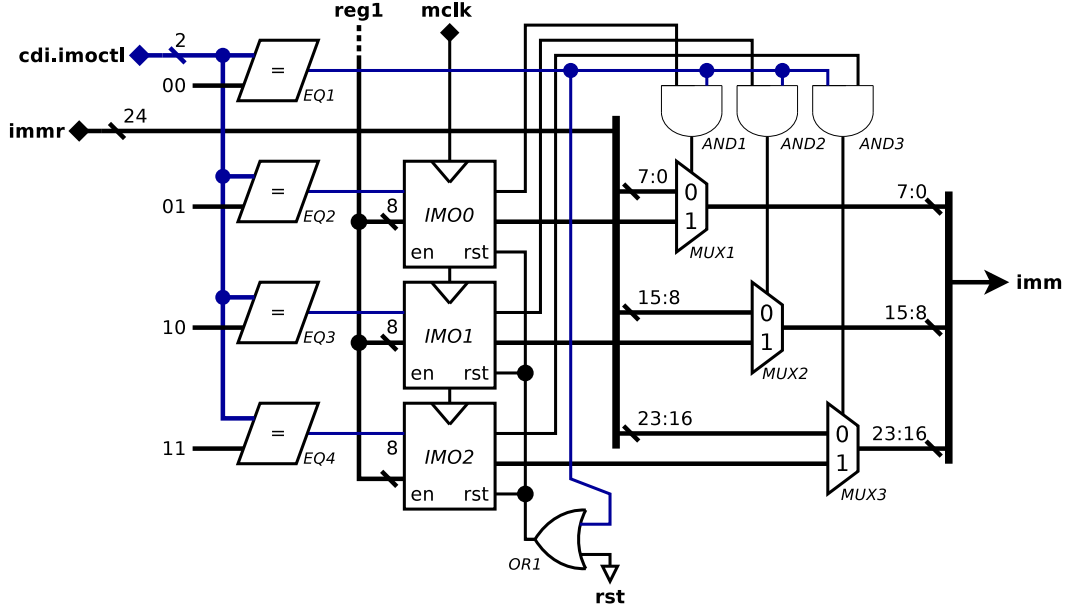 reg1
mclk
cdi.imoctl
2
=
EQ1
00
immr
24
AND1
AND2
AND3
=
EQ2
01
8
IMO0
en
rst
7:0
0
1
MUX1
7:0
=
EQ3
10
8
IMO1
en
rst
15:8
0
1
MUX2
15:8
imm
=
EQ4
11
8
IMO2
en
rst
23:16
0
1
MUX3
23:16
OR1
rst